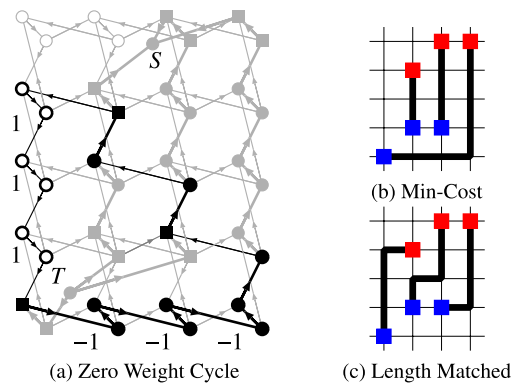 S
1
1
1
T
−1 −1 −1
(a) Zero Weight Cycle
(b) Min-Cost
(c) Length Matched